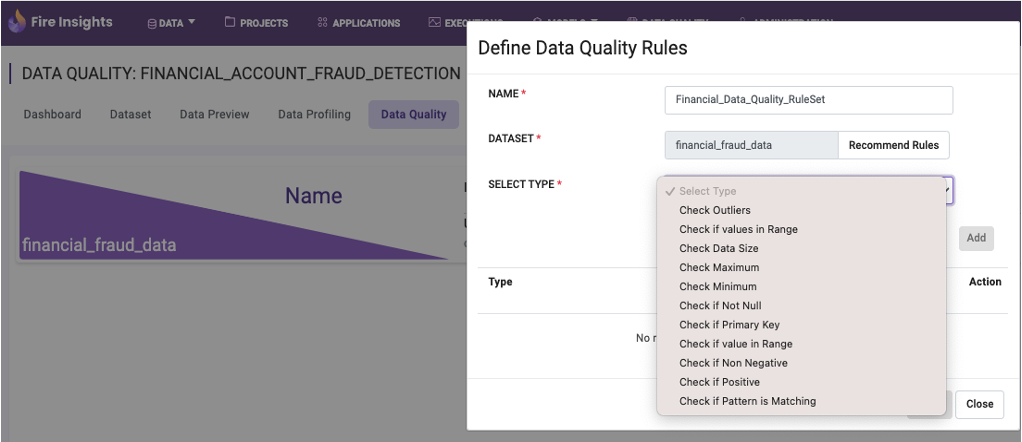 Fire Insights
DATA
PROJECTS
APPLICATIONS
DATA QUALITY: FINANCIAL_ACCOUNT_FRAUD_DETECTION
Dashboard
Dataset
Data Preview
Data Profiling
Data Quality
Name
financial_fraud_data
Define Data Quality Rules
NAME *
Financial_Data_Quality_RuleSet
DATASET *
financial_fraud_data
Recommend Rules
SELECT TYPE *
✓ Select Type
Check Outliers
Check if values in Range
Check Data Size
Check Maximum
Check Minimum
Check if Not Null
Check if Primary Key
Check if value in Range
Check if Non Negative
Check if Positive
Check if Pattern is Matching
Add
Type
Action
No
Close